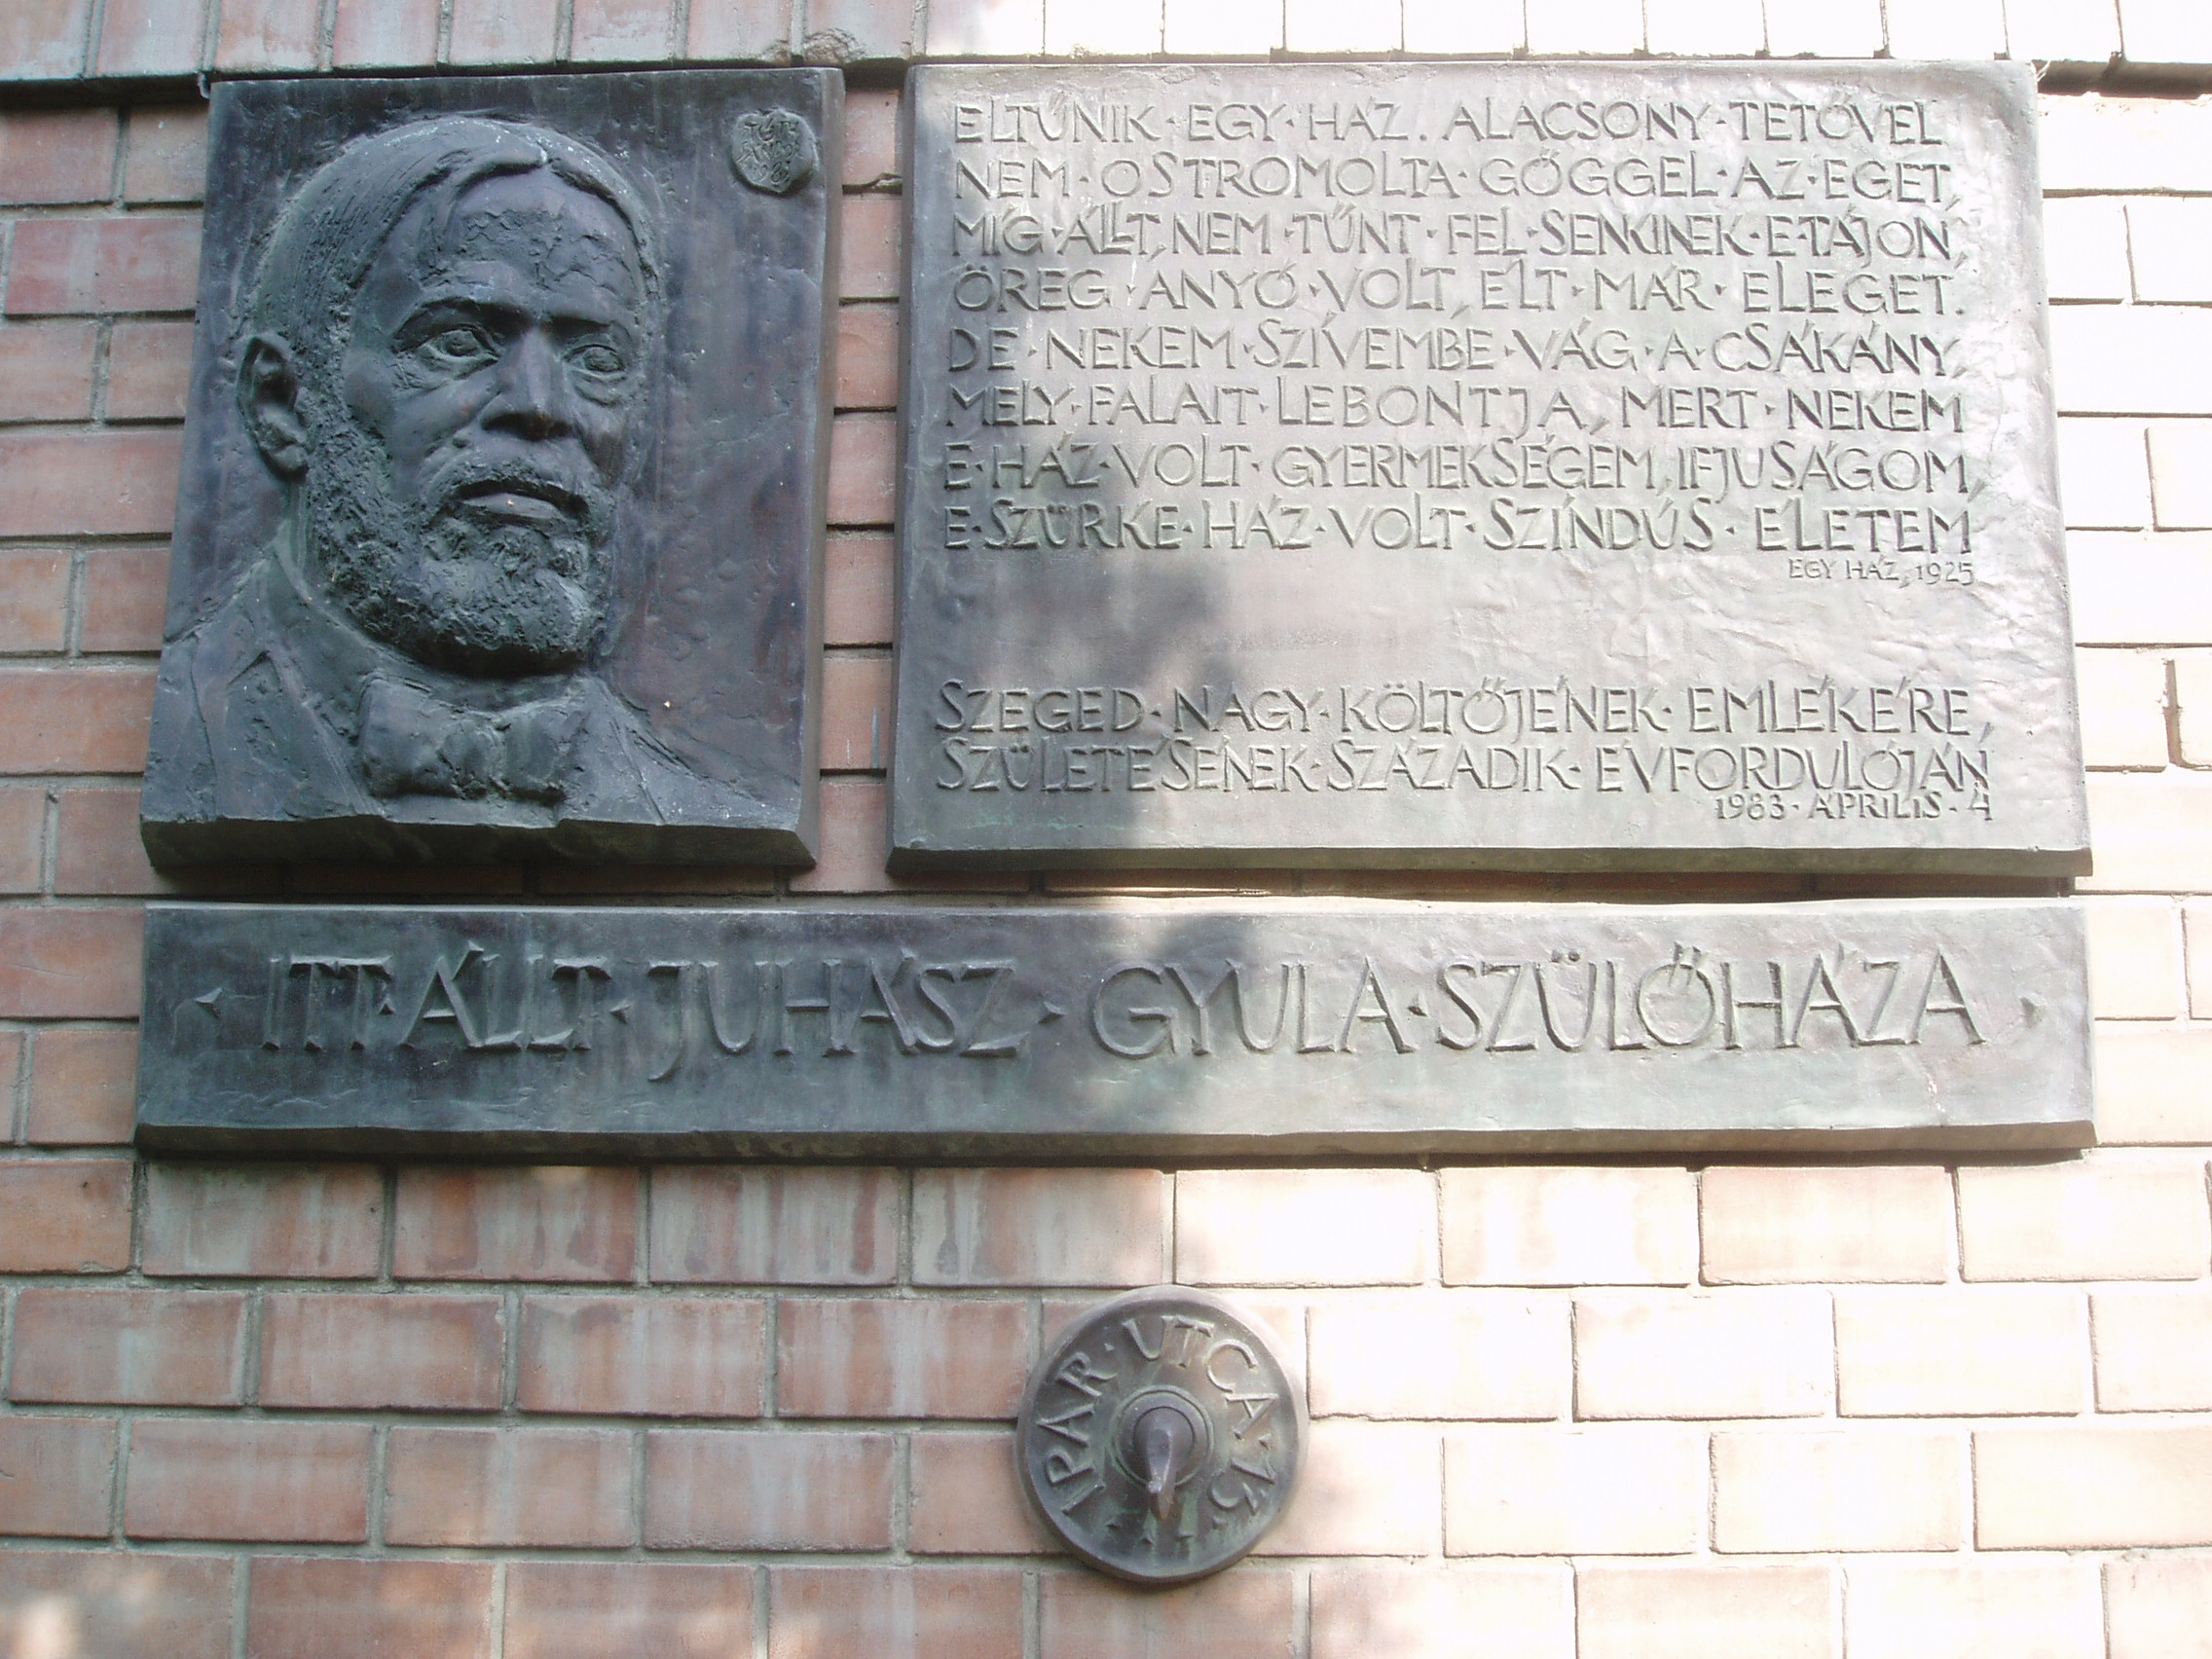 ELTŰNIK · EGY · HÁZ. ALACSONY · TETŐVEL
NEM · OSTROMOLTA · GŐGGEL · AZ · EGET,
MÍG · ÁLLT, NEM · TŰNT · FEL · SENKINEK · E · TÁJON,
ÖREG · ANYÓ · VOLT, ÉLT · MÁR · ELEGET.
DE · NEKEM · SZÍVEMBE · VÁG · A · CSÁKÁNY,
MELY · FALAIT · LEBONTJA, MERT · NEKEM
E · HÁZ · VOLT · GYERMEKSÉGEM, IFJUSÁGOM,
E · SZÜRKE · HÁZ · VOLT · SZÍNDÚS · ÉLETEM
EGY HÁZ, 1925
SZEGED · NAGY · KÖLTŐJÉNEK · EMLÉKÉRE,
SZÜLETÉSÉNEK · SZÁZADIK · ÉVFORDULÓJÁN
1983 · ÁPRILIS · 4
· ITT · ÁLLT · JUHÁSZ · GYULA · SZÜLŐHÁZA ·
IPAR · UTCA · 13 ·